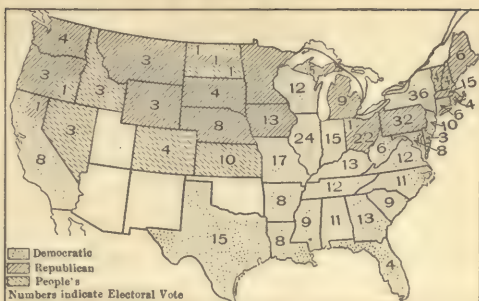 4 3 1 1 1 6
12 9 36 15
3 1 3 3 4 4
6
13 32 10
1 8 22 3
3 24 15 6 8
8 4 10 17 13 12
12 11
8 9
15 9 11 13
8 4
Democratic
Republican
People's
Numbers indicate Electoral Vote